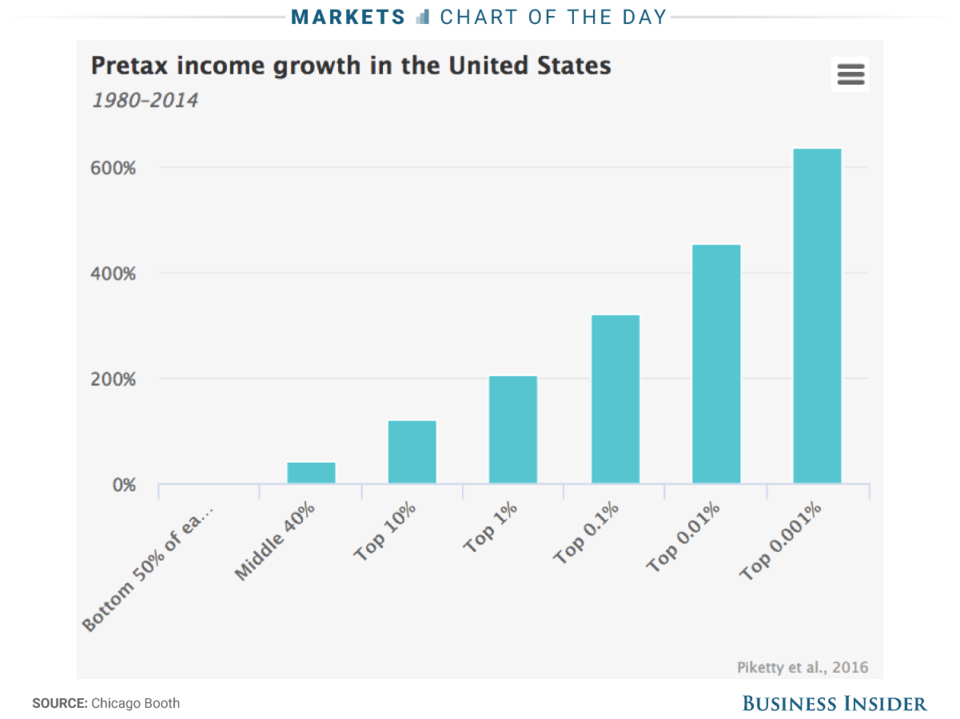 MARKETS CHART OF THE DAY
Pretax income growth in the United States
1980–2014
600%
400%
200%
0%
Bottom 50% of ea...
Middle 40%
Top 10%
Top 1%
Top 0.1%
Top 0.01%
Top 0.001%
Piketty et al., 2016
SOURCE: Chicago Booth
BUSINESS INSIDER